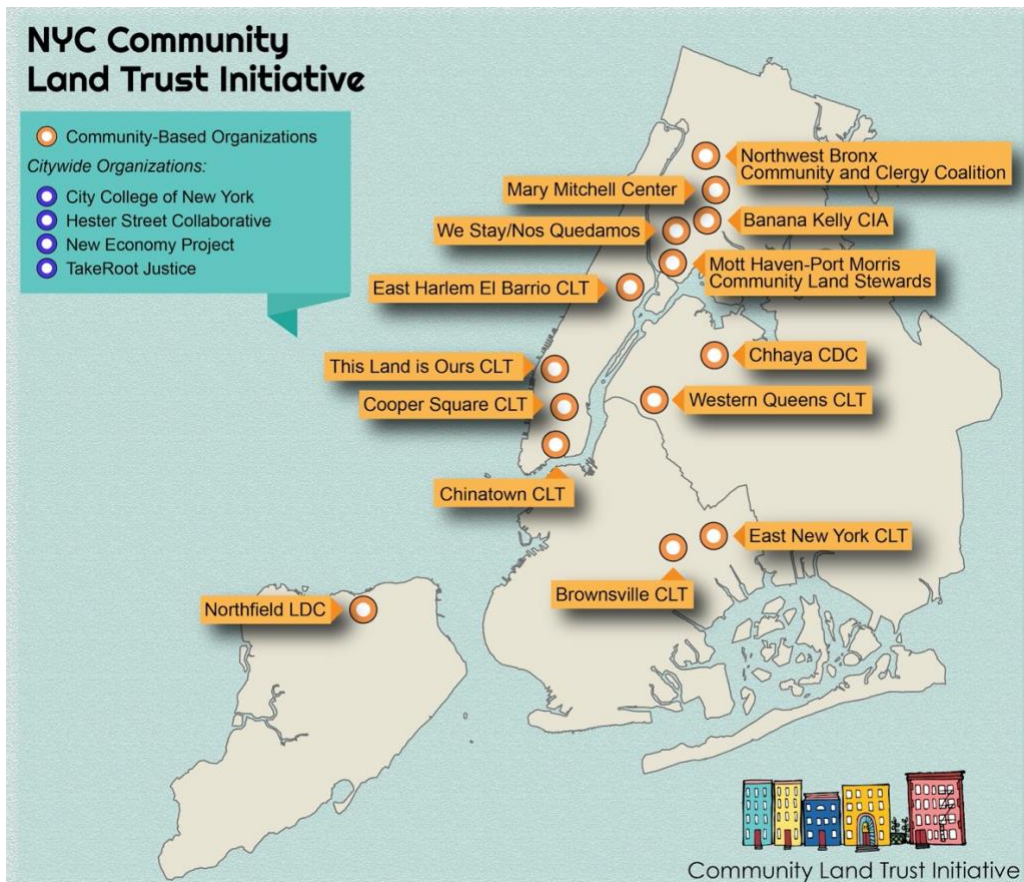 NYC Community
Land Trust Initiative
Community-Based Organizations
Citywide Organizations:
City College of New York
Hester Street Collaborative
New Economy Project
TakeRoot Justice
Northwest Bronx
Community and Clergy Coalition
Mary Mitchell Center
Banana Kelly CIA
We Stay/Nos Quedamos
Mott Haven-Port Morris
Community Land Stewards
East Harlem El Barrio CLT
Chhaya CDC
This Land is Ours CLT
Western Queens CLT
Cooper Square CLT
Chinatown CLT
East New York CLT
Brownsville CLT
Northfield LDC
Community Land Trust Initiative